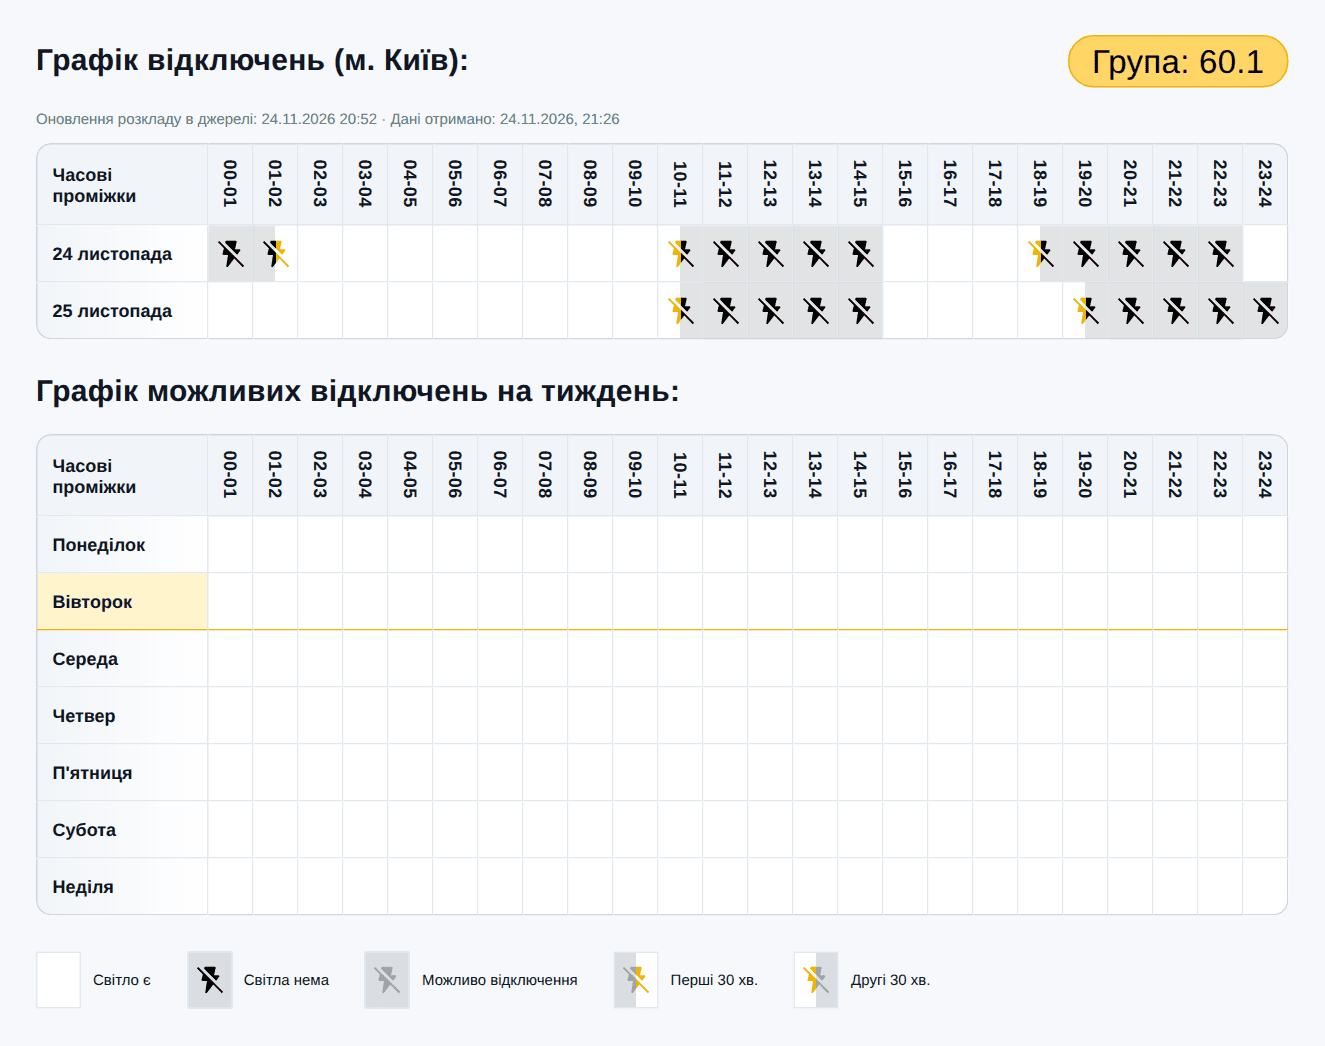 Графік відключень (м. Київ):
Група: 60.1
Оновлення розкладу в джерелі: 24.11.2026 20:52 · Дані отримано: 24.11.2026, 21:26
Часові
проміжки
00-01 01-02 02-03 03-04 04-05 05-06 06-07 07-08 08-09 09-10 10-11 11-12 12-13 13-14 14-15 15-16 16-17 17-18 18-19 19-20 20-21 21-22 22-23 23-24
24 листопада
25 листопада
Графік можливих відключень на тиждень:
Часові
проміжки
00-01 01-02 02-03 03-04 04-05 05-06 06-07 07-08 08-09 09-10 10-11 11-12 12-13 13-14 14-15 15-16 16-17 17-18 18-19 19-20 20-21 21-22 22-23 23-24
Понеділок
Вівторок
Середа
Четвер
П'ятниця
Субота
Неділя
Світло є
Світла нема
Можливо відключення
Перші 30 хв.
Другі 30 хв.